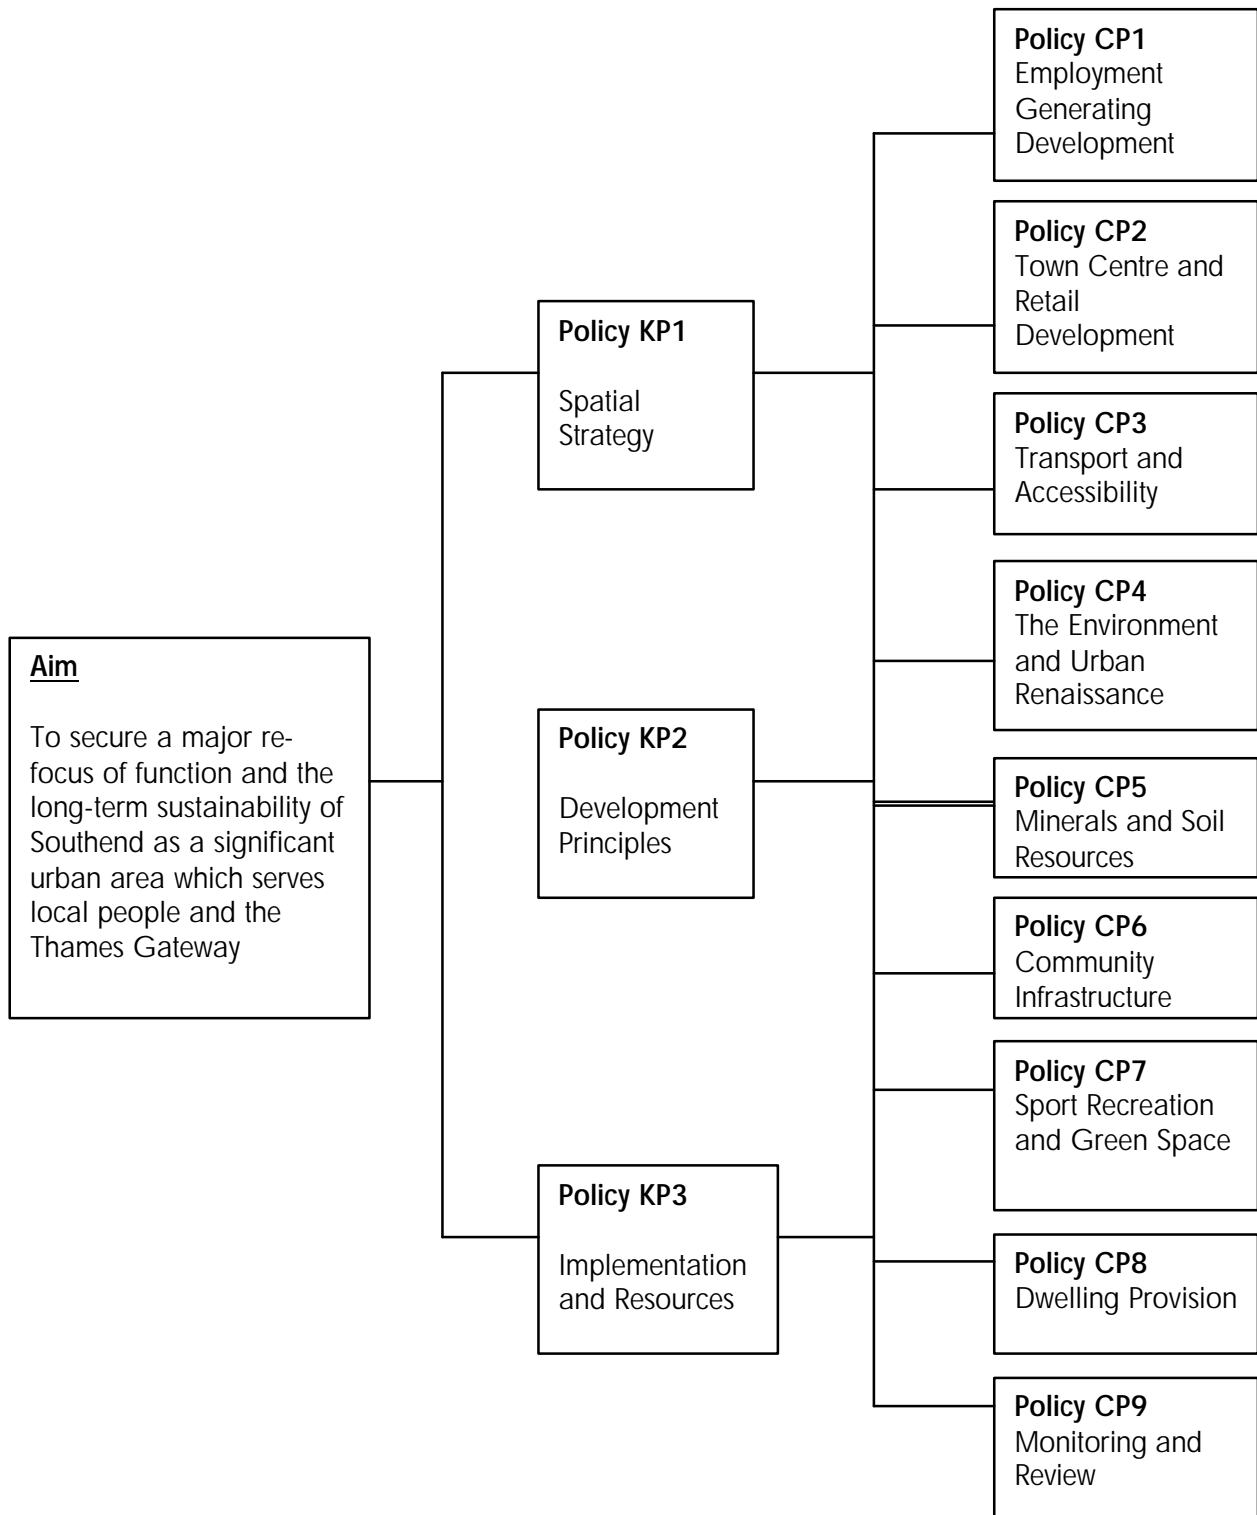 Aim
To secure a major re-
focus of function and the
long-term sustainability of
Southend as a significant
urban area which serves
local people and the
Thames Gateway
Policy KP1
Spatial
Strategy
Policy KP2
Development
Principles
Policy KP3
Implementation
and Resources
Policy CP1
Employment
Generating
Development
Policy CP2
Town Centre and
Retail
Development
Policy CP3
Transport and
Accessibility
Policy CP4
The Environment
and Urban
Renaissance
Policy CP5
Minerals and Soil
Resources
Policy CP6
Community
Infrastructure
Policy CP7
Sport Recreation
and Green Space
Policy CP8
Dwelling Provision
Policy CP9
Monitoring and
Review